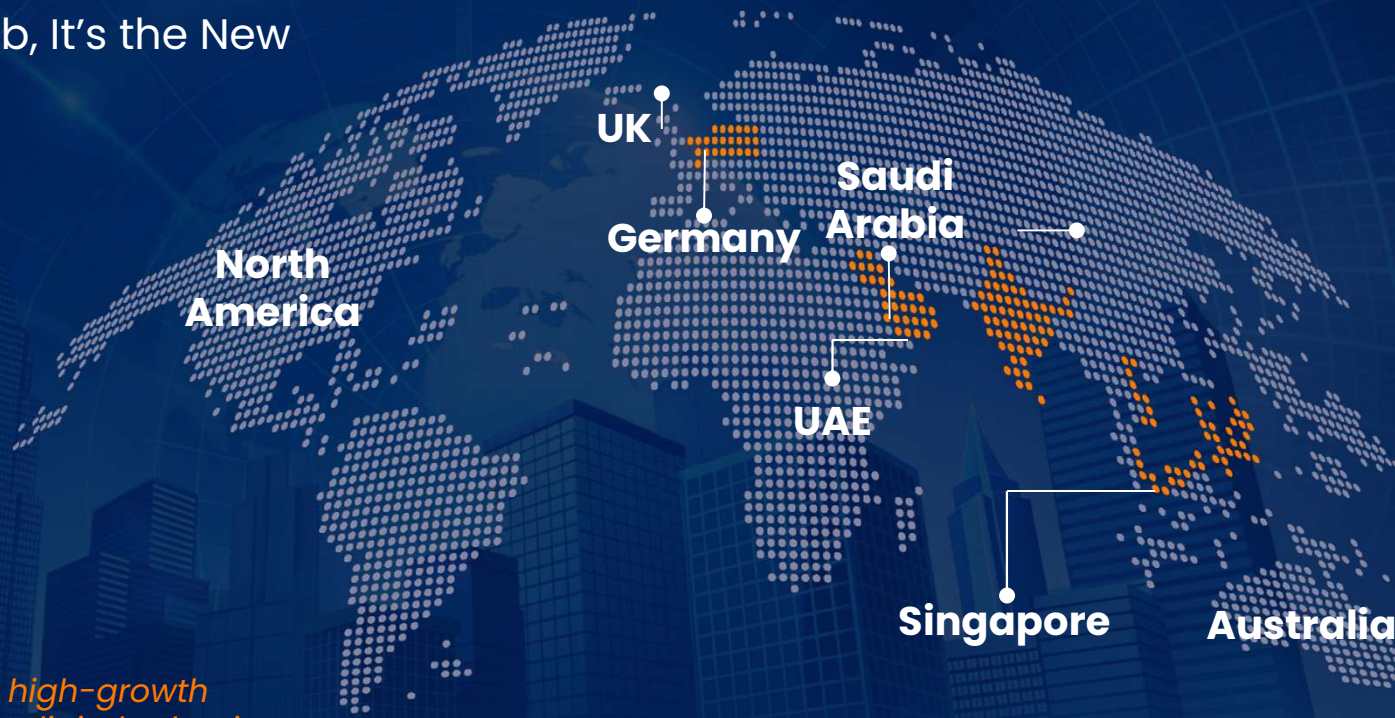 b, It’s the New
UK
Saudi
Arabia
Germany
North
America
UAE
Singapore
Australia
high-growth